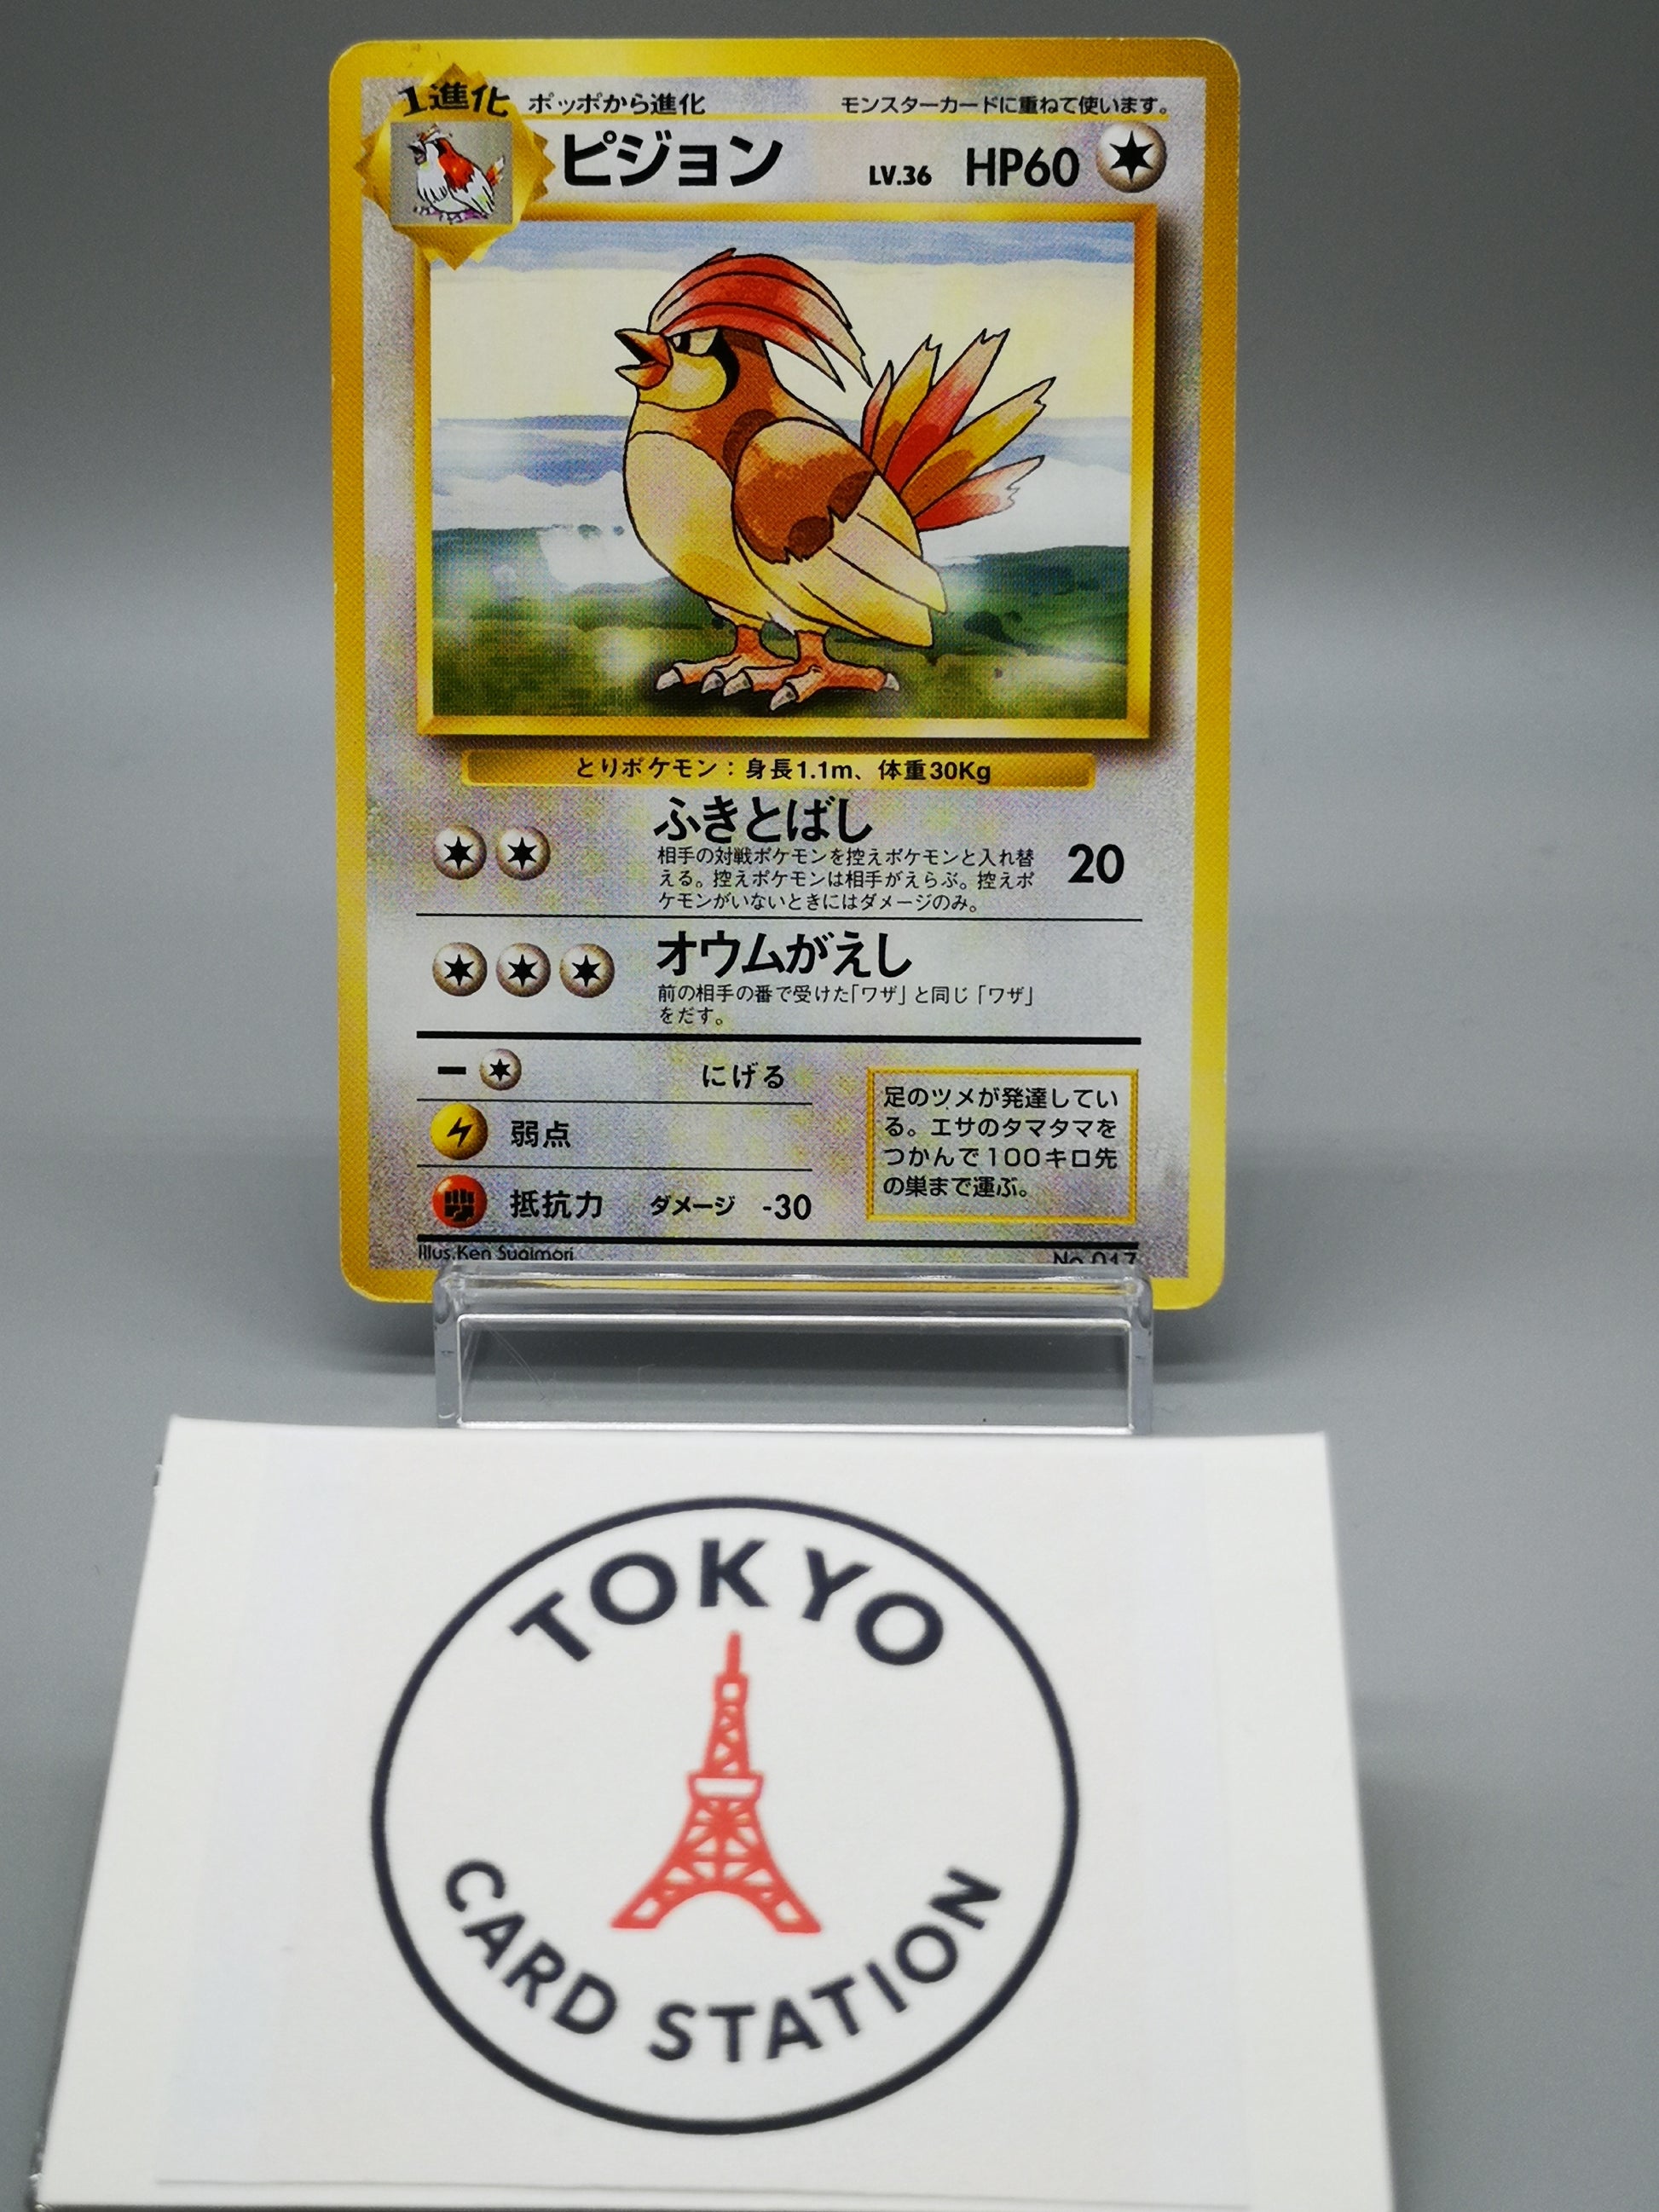 1進化 ポッポから進化 モンスターカードに重ねて使います。
ピジョン LV.36 HP60
とりポケモン：身長1.1m、体重30Kg
ふきとばし
相手の対戦ポケモンを控えポケモンと入れ替
える。控えポケモンは相手がえらぶ。控えポ
ケモンがいないときにはダメージのみ。
20
オウムがえし
前の相手の番で受けた「ワザ」と同じ「ワザ」
をだす。
− にげる
弱点
抵抗力 ダメージ -30
足のツメが発達してい
る。エサのタマタマを
つかんで100キロ先
の巣まで運ぶ。
Illus.Ken Sugimori No.017
TOKYO
CARD STATION